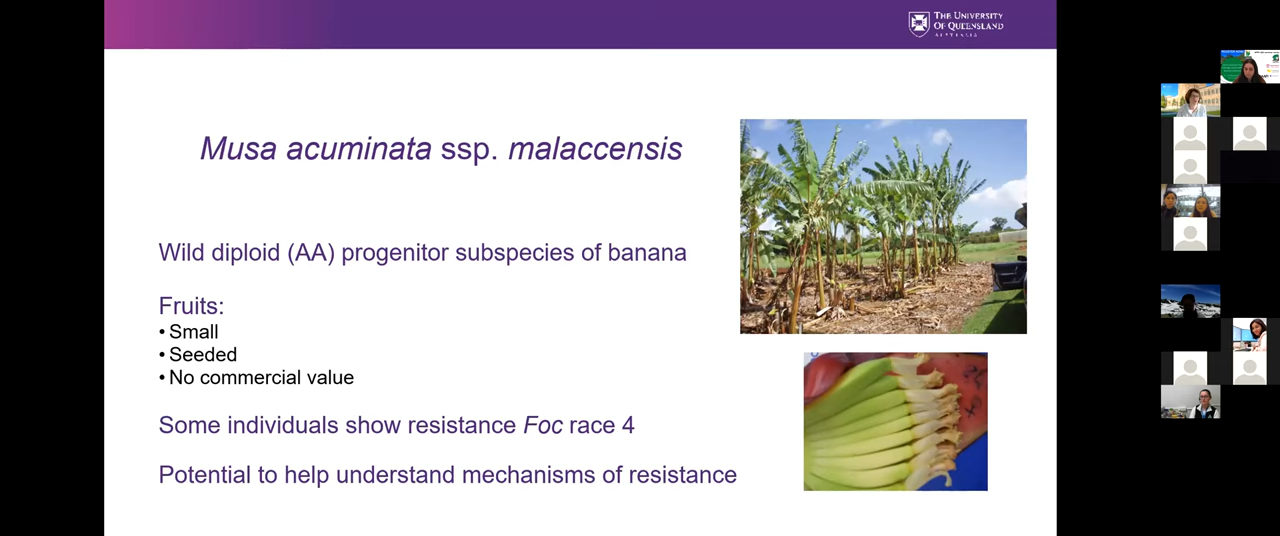 THE UNIVERSITY
OF QUEENSLAND
AUSTRALIA
Musa acuminata ssp. malaccensis
Wild diploid (AA) progenitor subspecies of banana
Fruits:
• Small
• Seeded
• No commercial value
Some individuals show resistance Foc race 4
Potential to help understand mechanisms of resistance